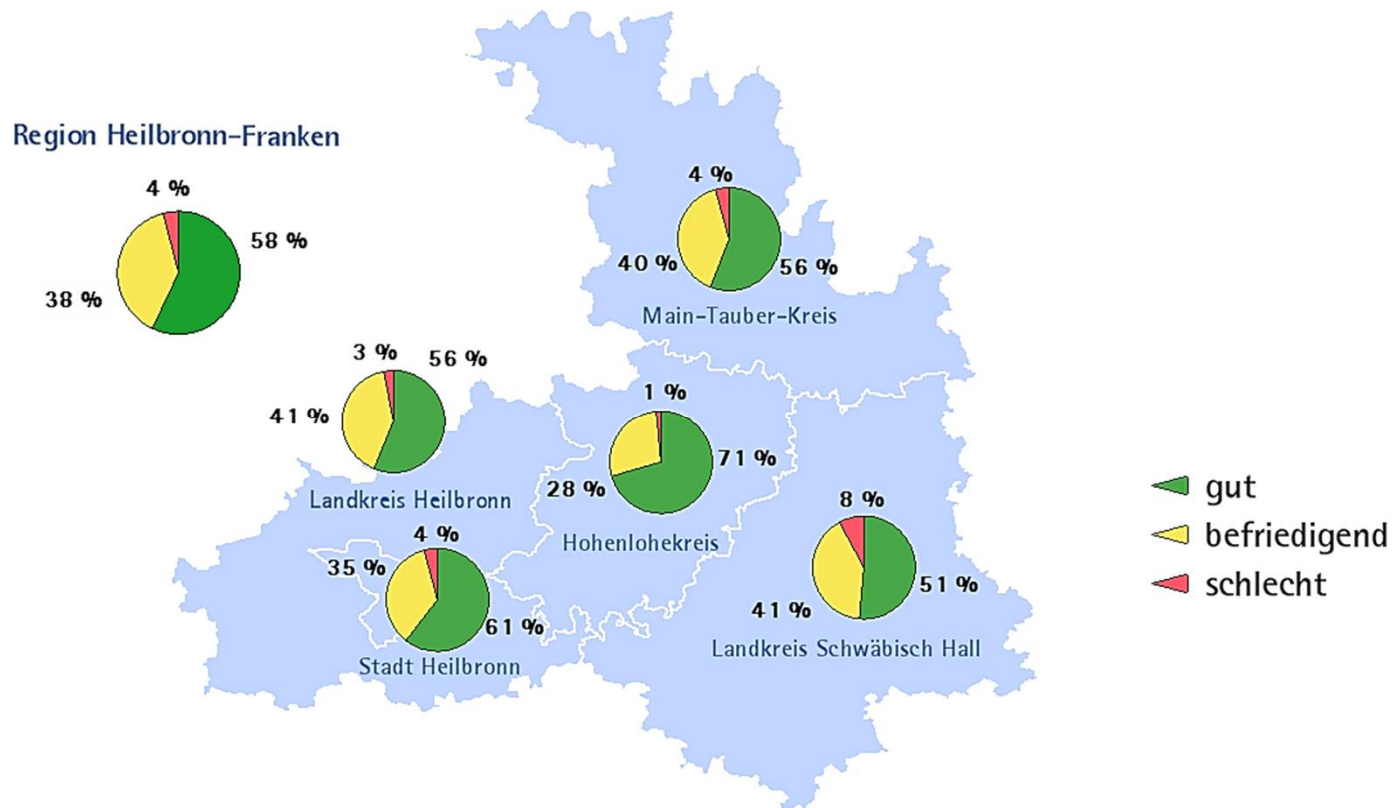 Region Heilbronn-Franken
4 %
58 %
38 %
4 %
40 %
56 %
Main-Tauber-Kreis
3 %
56 %
41 %
Landkreis Heilbronn
1 %
71 %
28 %
Hohenlohekreis
8 %
51 %
41 %
Landkreis Schwäbisch Hall
4 %
35 %
61 %
Stadt Heilbronn
gut
befriedigend
schlecht